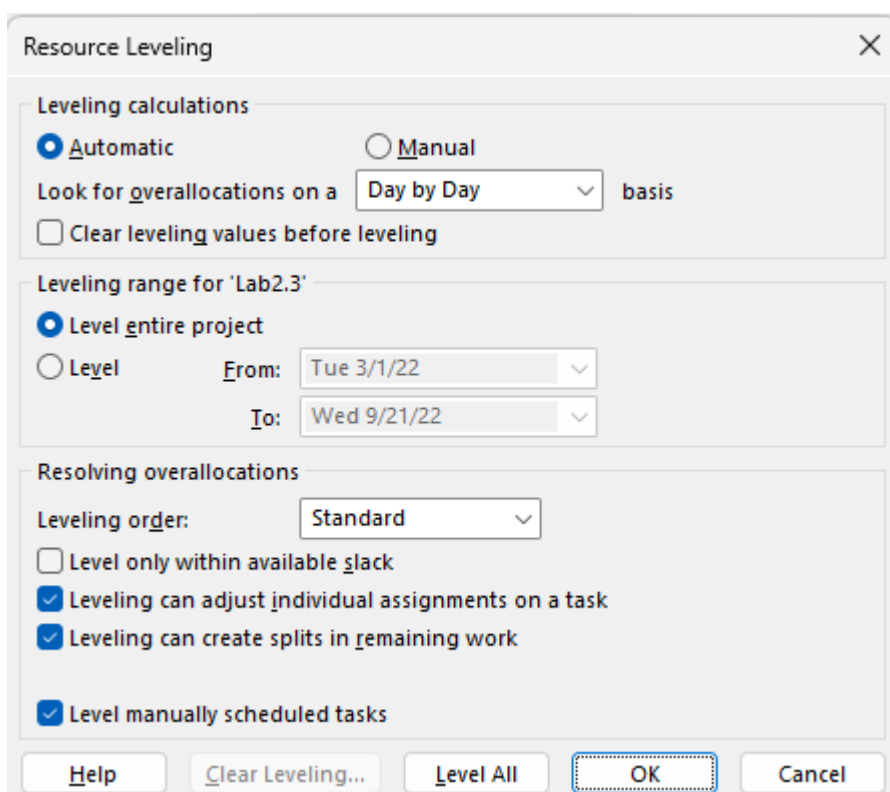 Resource Leveling
Leveling calculations
Automatic Manual
Look for overallocations on a Day by Day basis
Clear leveling values before leveling
Leveling range for 'Lab2.3'
Level entire project
Level From: Tue 3/1/22
To: Wed 9/21/22
Resolving overallocations
Leveling order: Standard
Level only within available slack
Leveling can adjust individual assignments on a task
Leveling can create splits in remaining work
Level manually scheduled tasks
Help Clear Leveling... Level All OK Cancel